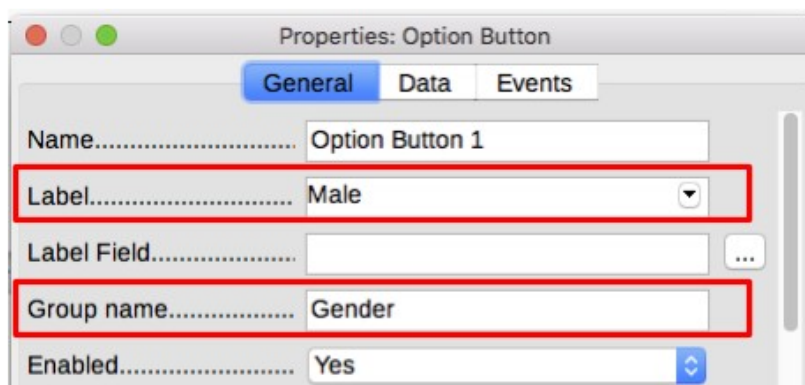 Properties: Option Button
General Data Events
Name............................. Option Button 1
Label............................. Male
Label Field..................... ...
Group name.................. Gender
Enabled......................... Yes